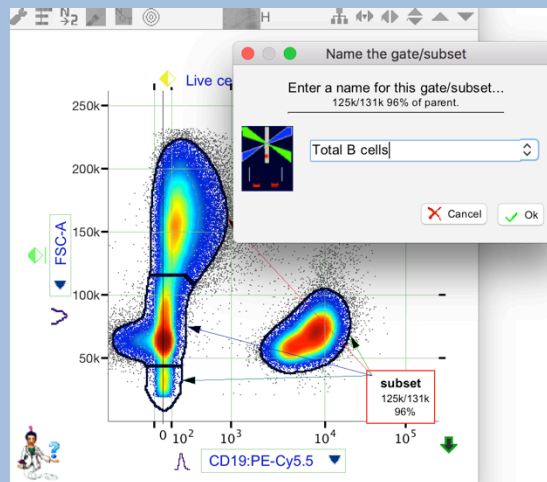 H
Name the gate/subset
Live ce
Enter a name for this gate/subset...
125k/131k 96% of parent.
Total B cells
Cancel
Ok
250k
200k
150k
100k
50k
FSC-A
subset
125k/131k
96%
0 10² 10³ 10⁴ 10⁵
CD19:PE-Cy5.5